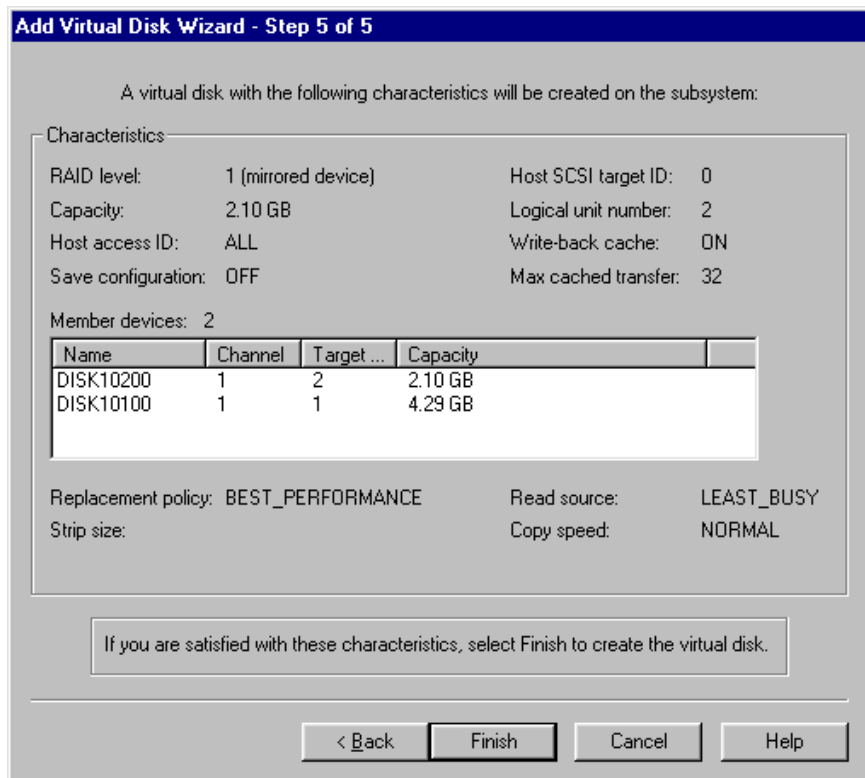 Add Virtual Disk Wizard - Step 5 of 5
A virtual disk with the following characteristics will be created on the subsystem:
Characteristics
RAID level: 1 (mirrored device) Host SCSI target ID: 0
Capacity: 2.10 GB Logical unit number: 2
Host access ID: ALL Write-back cache: ON
Save configuration: OFF Max cached transfer: 32
Member devices: 2
Name Channel Target ... Capacity
DISK10200 1 2 2.10 GB
DISK10100 1 1 4.29 GB
Replacement policy: BEST_PERFORMANCE Read source: LEAST_BUSY
Strip size: Copy speed: NORMAL
If you are satisfied with these characteristics, select Finish to create the virtual disk.
< Back Finish Cancel Help